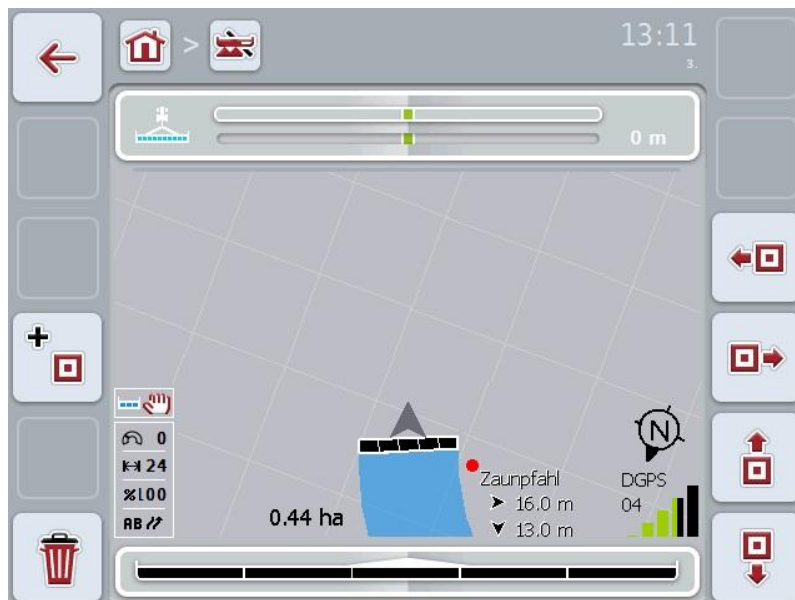 >
13:11
3.
0 m
0
24
%100
AB
0.44 ha
Zaunpfahl
16.0 m
13.0 m
N
DGPS
04